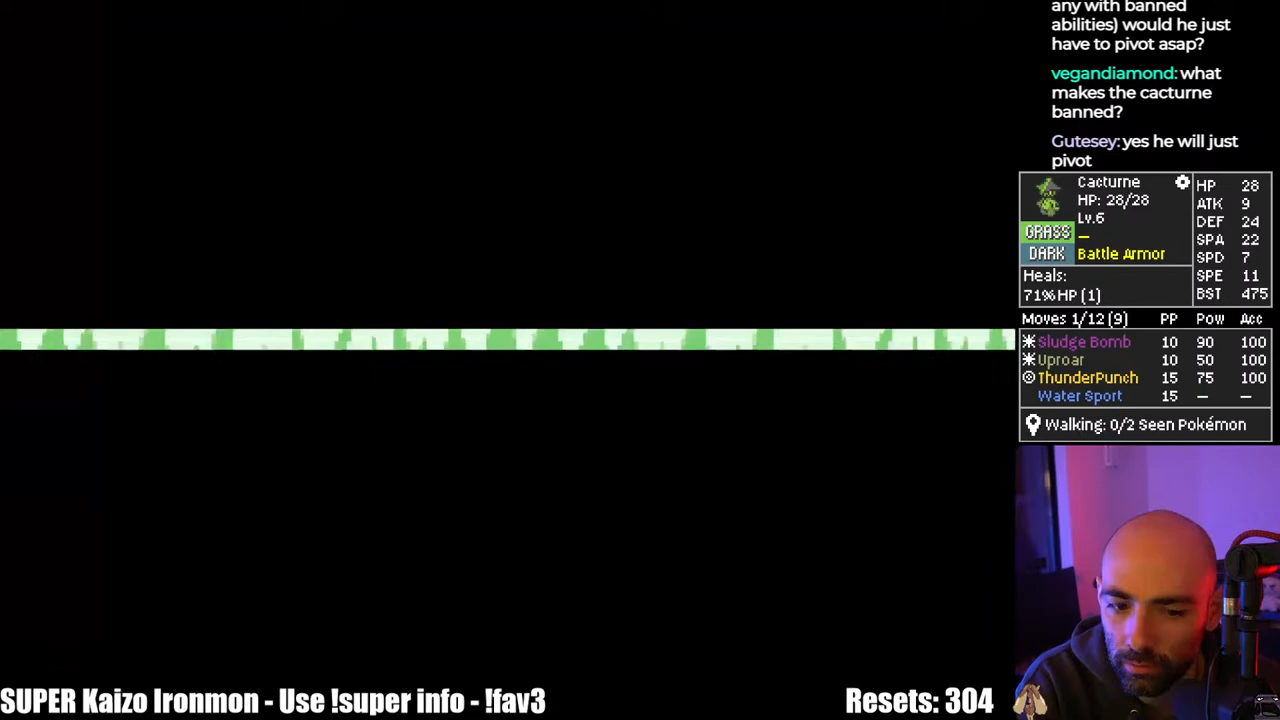 any with banned
abilities) would he just
have to pivot asap?
vegandiamond: what
makes the cacturne
banned?
Gutesey: yes he will just
pivot
Cacturne
HP: 28/28
Lv.6
GRASS —
DARK Battle Armor
HP 28
ATK 9
DEF 24
SPA 22
SPD 7
SPE 11
BST 475
Heals:
71% HP (1)
Moves 1/12 (9) PP Pow Acc
Sludge Bomb 10 90 100
Uproar 10 50 100
ThunderPunch 15 75 100
Water Sport 15 — —
Walking: 0/2 Seen Pokémon
SUPER Kaizo Ironmon - Use !super info - !fav3
Resets: 304